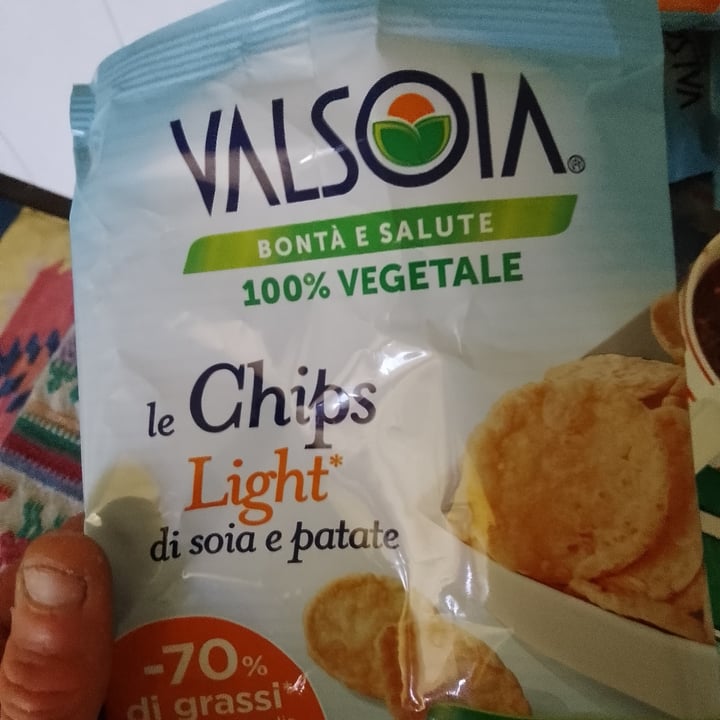 VALSOIA®
BONTÀ E SALUTE
100% VEGETALE
le Chips
Light*
di soia e patate
-70%
di grassi*